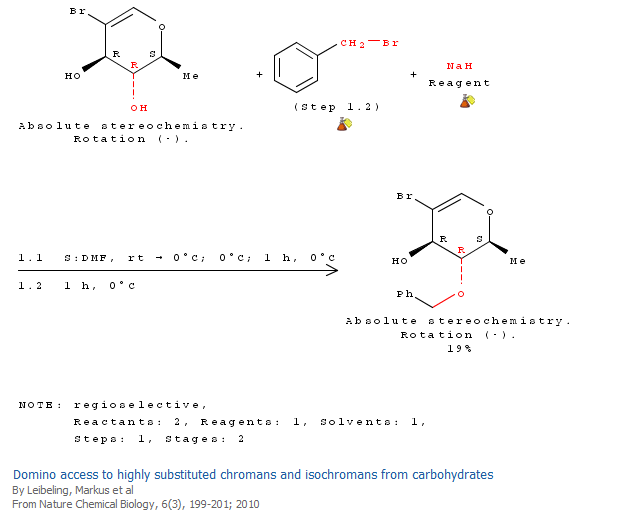 Br
O
R
S
R
HO
Me
OH
Absolute stereochemistry.
Rotation (-).
+
CH2—Br
(Step 1.2)
+
NaH
Reagent
1.1 S:DMF, rt → 0°C; 0°C; 1 h, 0°C
1.2 1 h, 0°C
Br
O
R
S
R
HO
Me
Ph
O
Absolute stereochemistry.
Rotation (-).
19%
NOTE: regioselective,
Reactants: 2, Reagents: 1, Solvents: 1,
Steps: 1, Stages: 2
Domino access to highly substituted chromans and isochromans from carbohydrates
By Leibeling, Markus et al
From Nature Chemical Biology, 6(3), 199-201; 2010